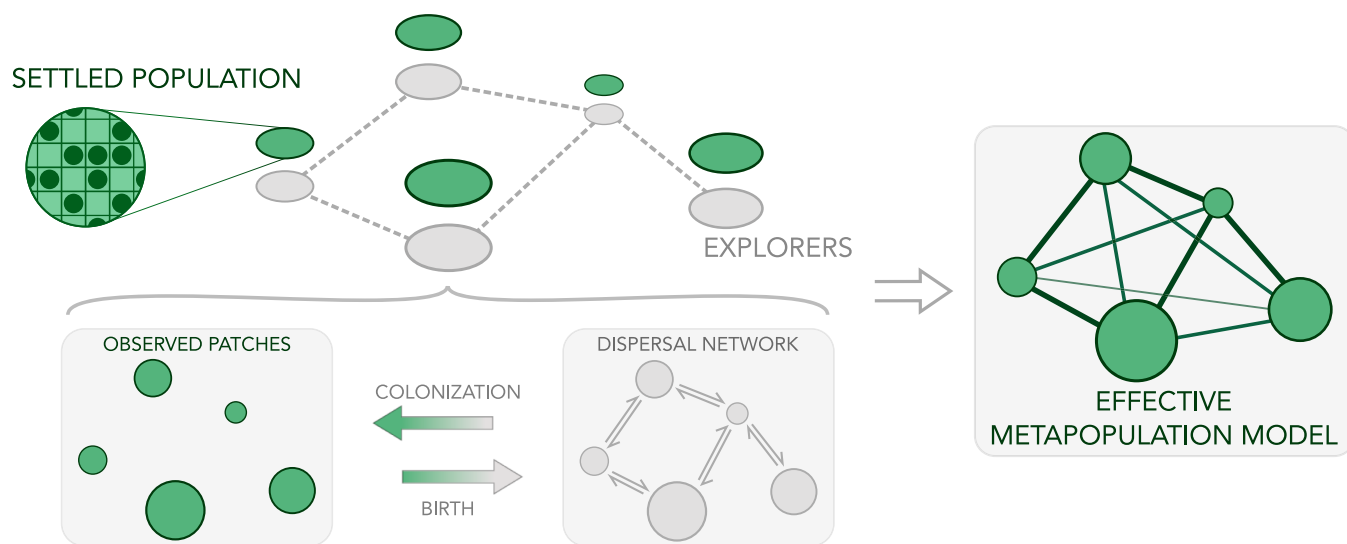 SETTLED POPULATION
EXPLORERS
OBSERVED PATCHES
COLONIZATION
BIRTH
DISPERSAL NETWORK
EFFECTIVE
METAPOPULATION MODEL